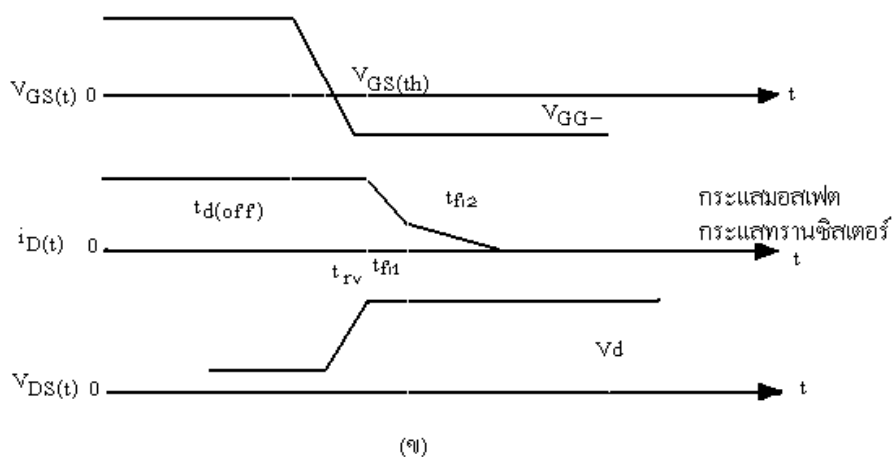 V_GS(th)
V_GS(t) 0 t
V_GG-
กระแสมอสเฟต
t_d(off) t_fi2
กระแสทรานซิสเตอร์
i_D(t) 0 t
t_rv t_fi1
Vd
V_DS(t) 0 t
(ข)